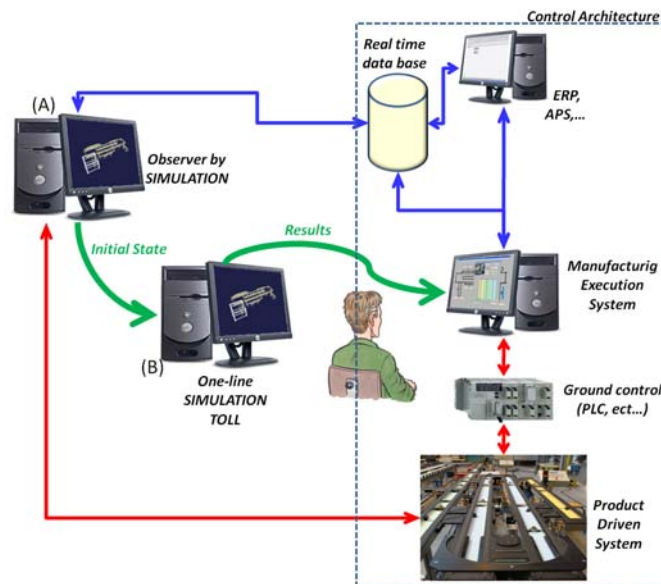 Control Architecture
Real time
data base
(A)
ERP,
APS,...
Observer by
SIMULATION
Initial State
Results
Manufacturig
Execution
System
(B)
One-line
SIMULATION
TOLL
Ground control
(PLC, ect...)
Product
Driven
System